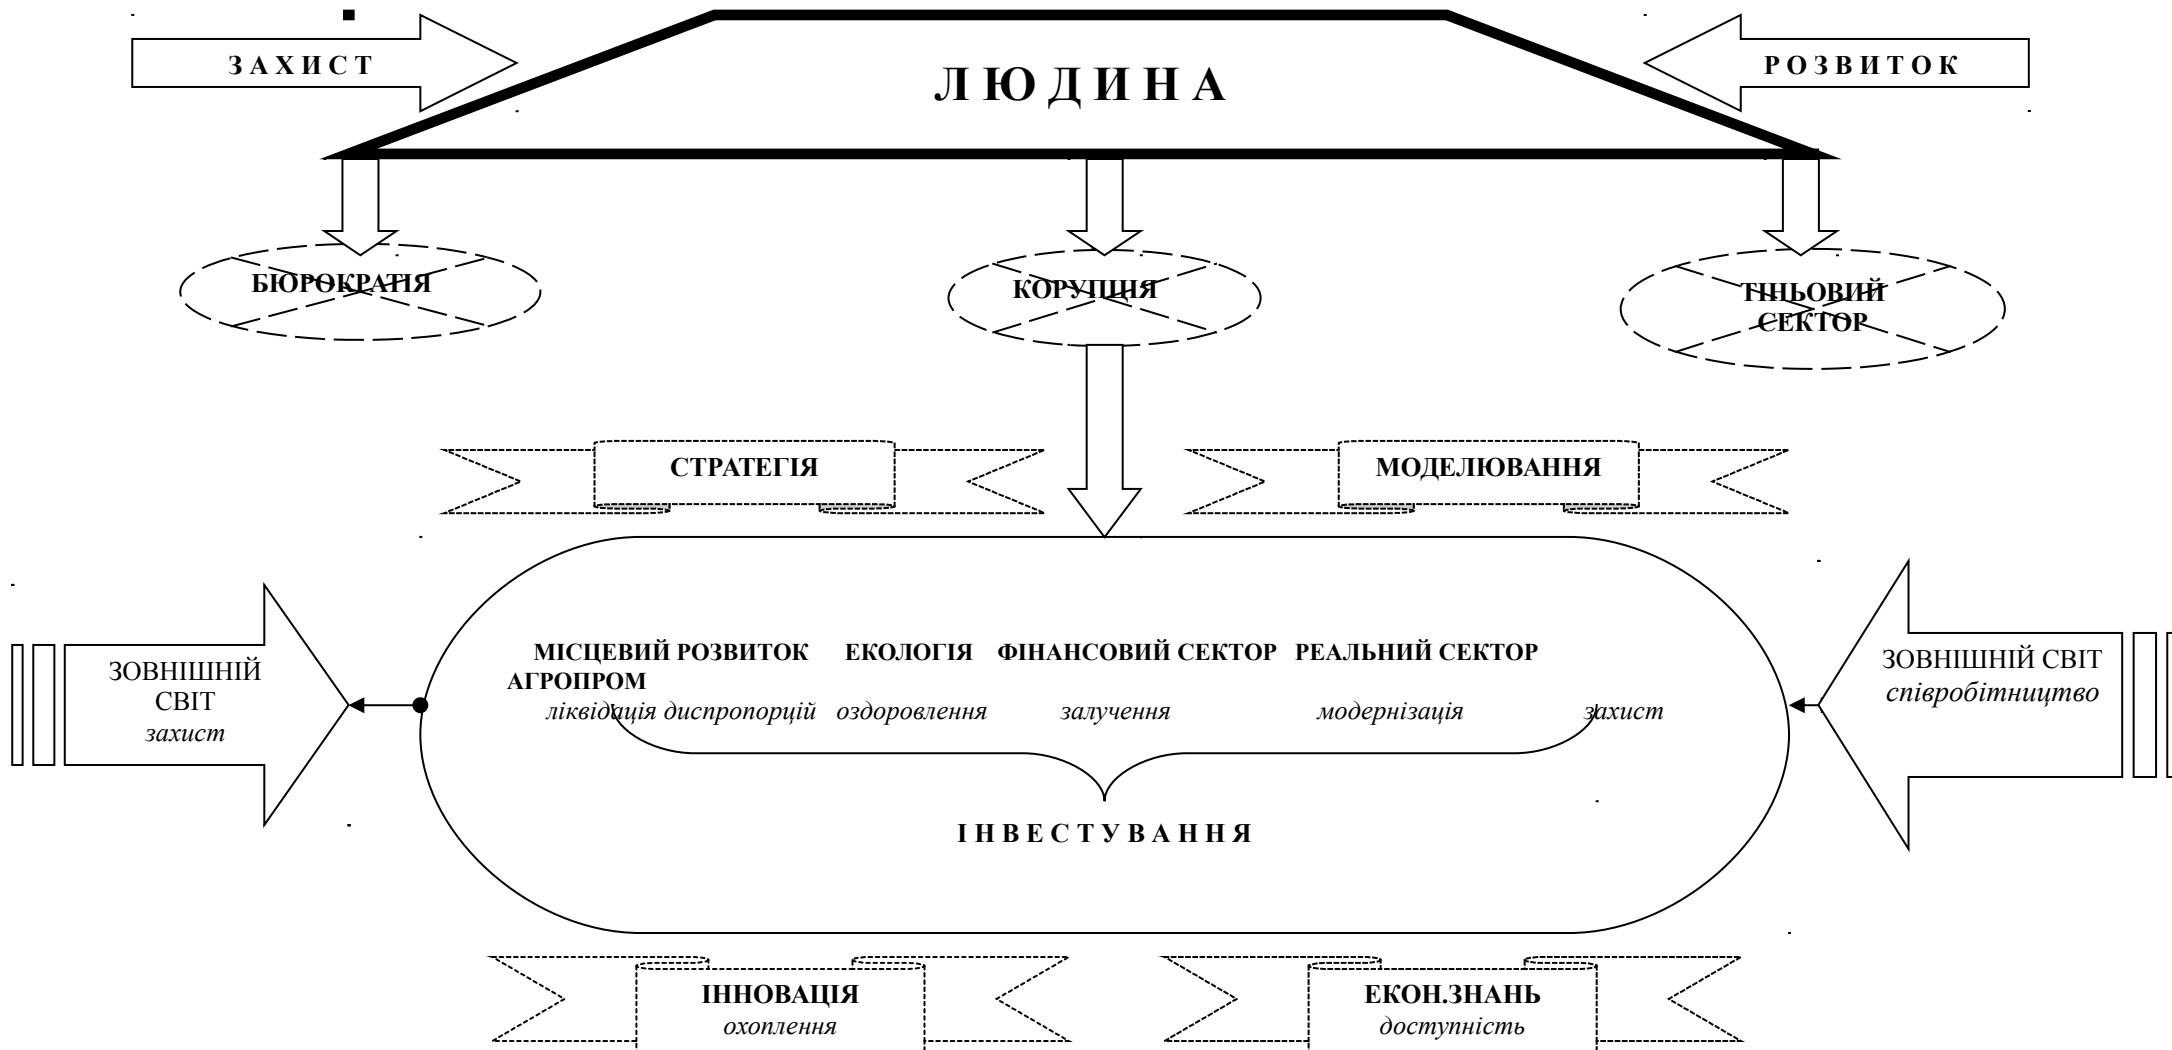 З А Х И С Т
Л Ю Д И Н А
Р О З В И Т О К
БЮРОКРАТІЯ
КОРУПЦІЯ
ТІНЬОВИЙ
СЕКТОР
СТРАТЕГІЯ
МОДЕЛЮВАННЯ
ЗОВНІШНІЙ
СВІТ
захист
МІСЦЕВИЙ РОЗВИТОК ЕКОЛОГІЯ ФІНАНСОВИЙ СЕКТОР РЕАЛЬНИЙ СЕКТОР
АГРОПРОМ
ліквідація диспропорцій оздоровлення залучення модернізація захист
І Н В Е С Т У В А Н Н Я
ЗОВНІШНІЙ СВІТ
співробітництво
ІННОВАЦІЯ
охоплення
ЕКОН.ЗНАНЬ
доступність